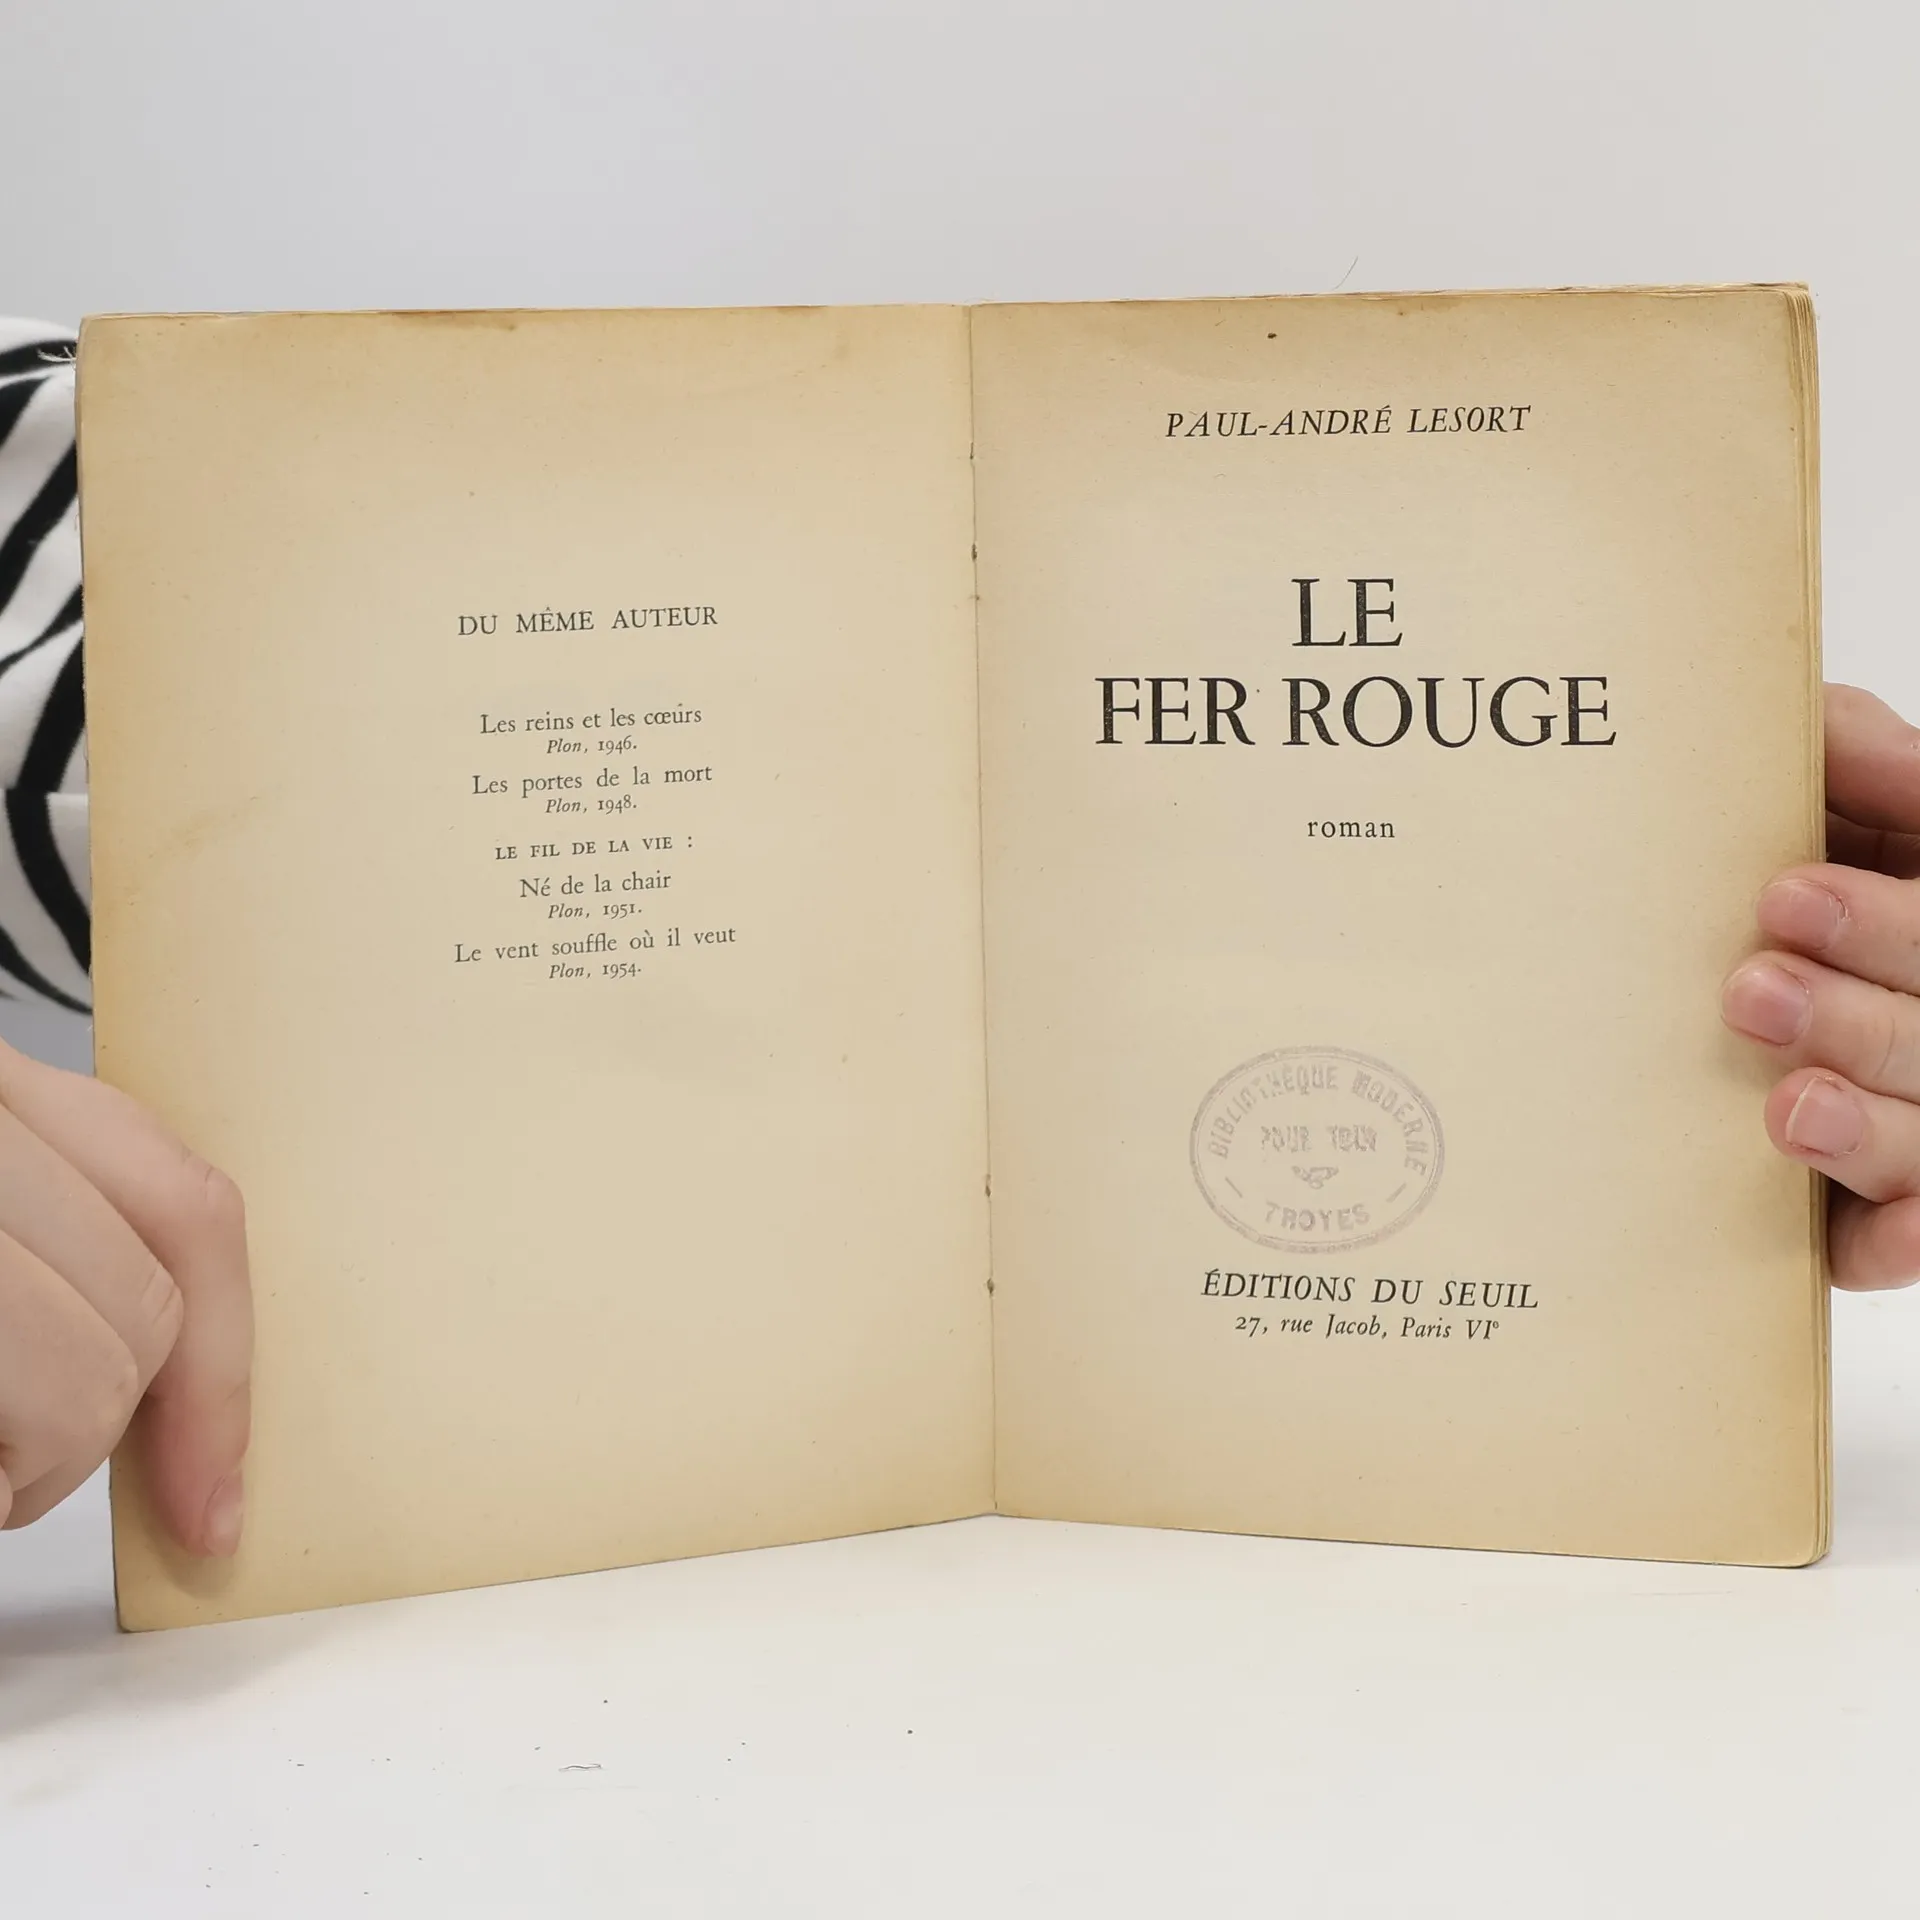 DU MÊME AUTEUR
Les reins et les cœurs
Plon, 1946.
Les portes de la mort
Plon, 1948.
LE FIL DE LA VIE :
Né de la chair
Plon, 1951.
Le vent souffle où il veut
Plon, 1954.
PAUL-ANDRÉ LESORT
LE
FER ROUGE
roman
BIBLIOTHÈQUE MODERNE
POUR TOUS
TROYES
ÉDITIONS DU SEUIL
27, rue Jacob, Paris VIe